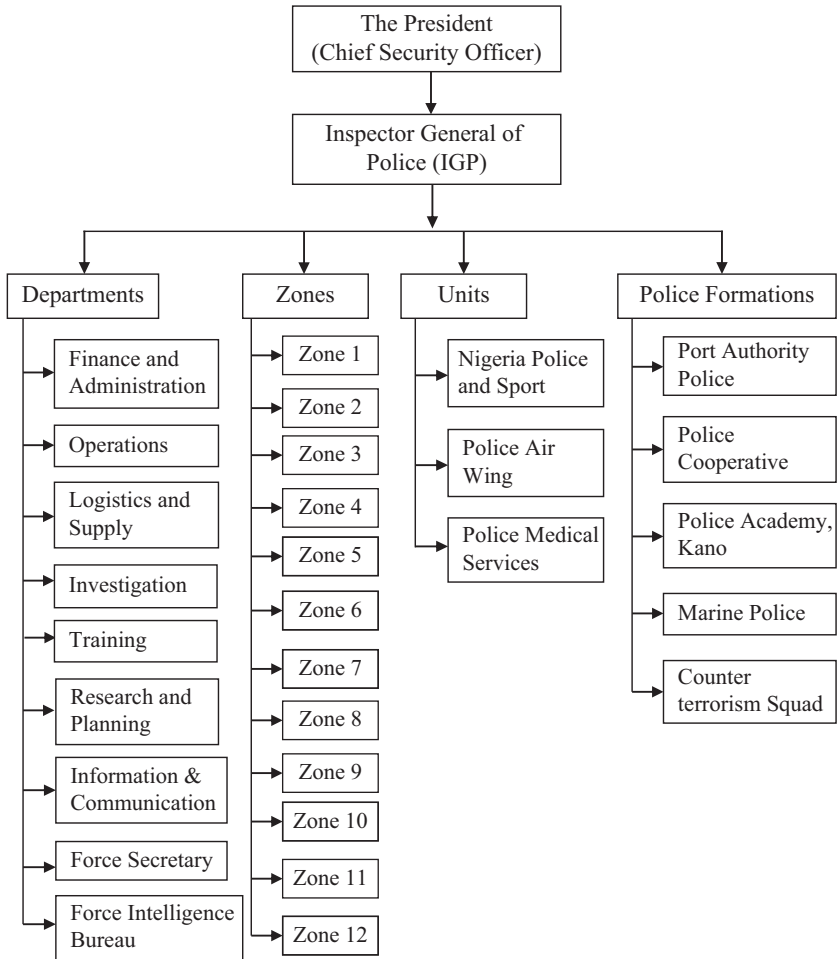 The President
(Chief Security Officer)
Inspector General of
Police (IGP)
Departments
Finance and
Administration
Operations
Logistics and
Supply
Investigation
Training
Research and
Planning
Information &
Communication
Force Secretary
Force Intelligence
Bureau
Zones
Zone 1
Zone 2
Zone 3
Zone 4
Zone 5
Zone 6
Zone 7
Zone 8
Zone 9
Zone 10
Zone 11
Zone 12
Units
Nigeria Police
and Sport
Police Air
Wing
Police Medical
Services
Police Formations
Port Authority
Police
Police
Cooperative
Police Academy,
Kano
Marine Police
Counter
terrorism Squad